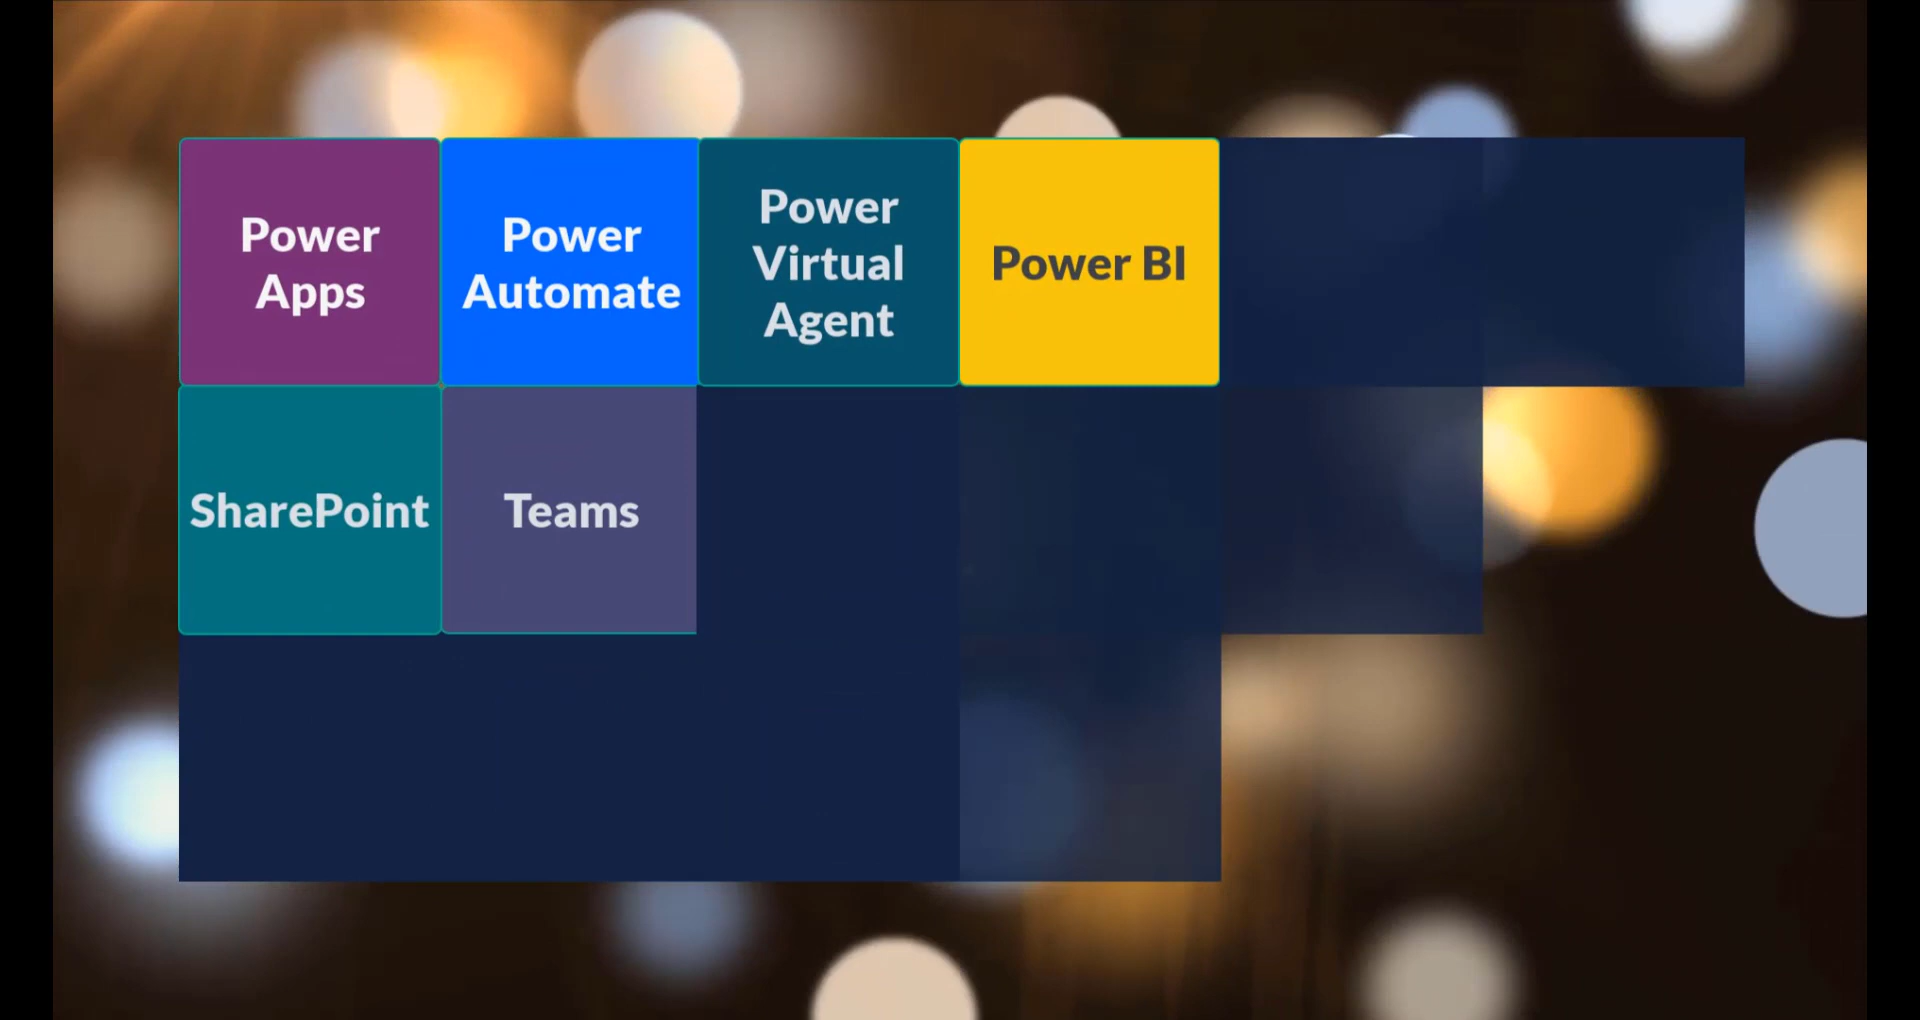 Power
Apps
Power
Automate
Power
Virtual
Agent
Power BI
SharePoint
Teams